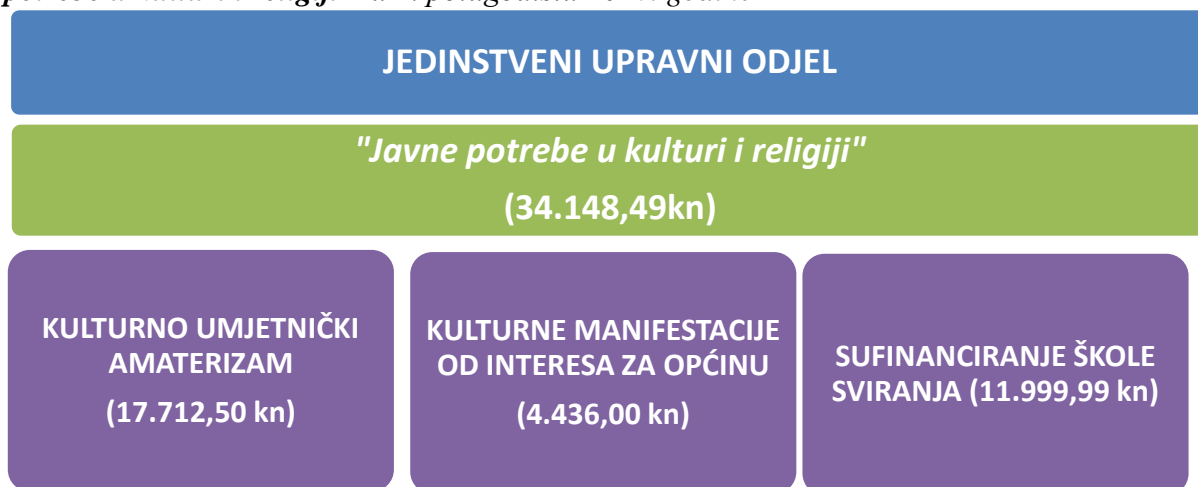 JEDINSTVENI UPRAVNI ODJEL
"Javne potrebe u kulturi i religiji"
(34.148,49kn)
KULTURNO UMJETNIČKI
AMATERIZAM
(17.712,50 kn)
KULTURNE MANIFESTACIJE
OD INTERESA ZA OPĆINU
(4.436,00 kn)
SUFINANCIRANJE ŠKOLE
SVIRANJA (11.999,99 kn)